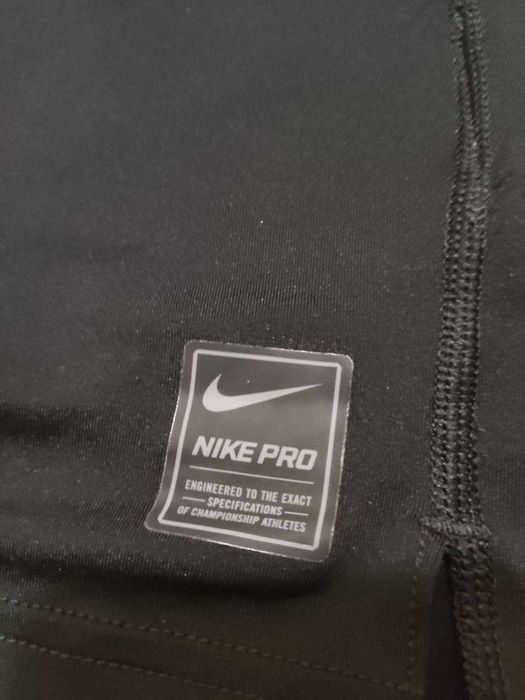 NIKE PRO
ENGINEERED TO THE EXACT
SPECIFICATIONS
OF CHAMPIONSHIP ATHLETES